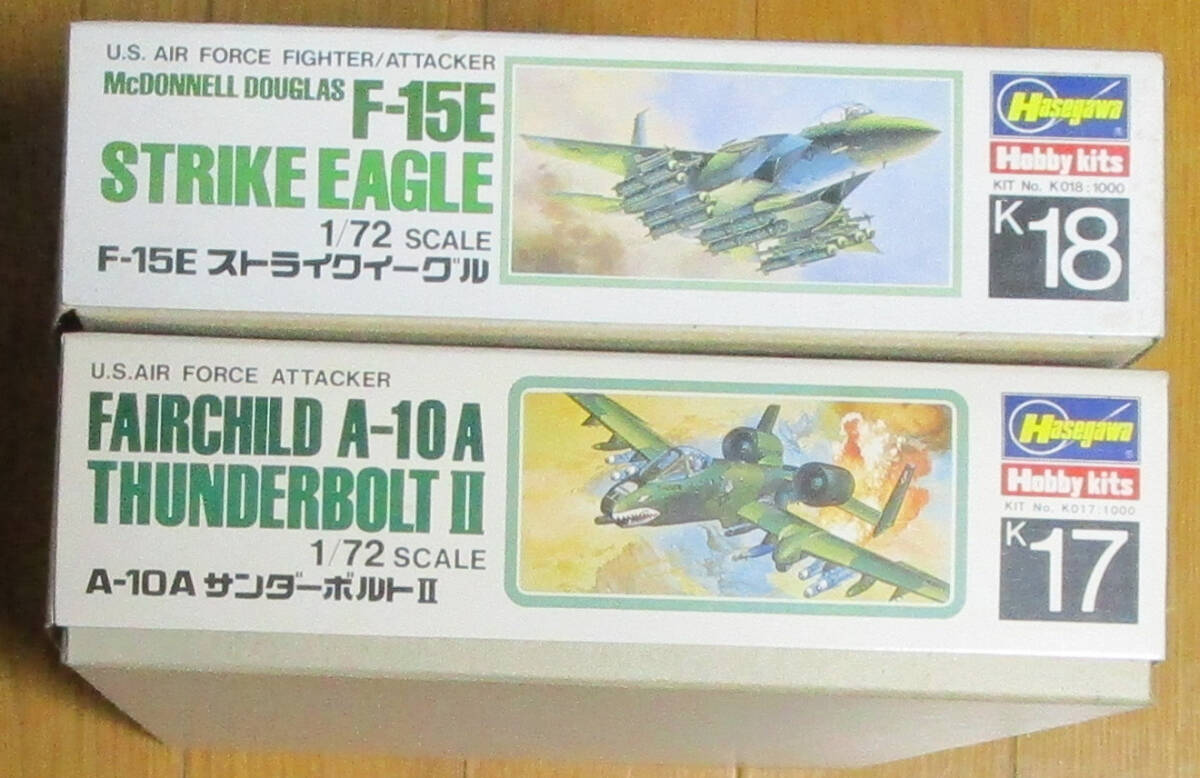 U.S. AIR FORCE FIGHTER/ATTACKER
McDONNELL DOUGLAS F-15E
STRIKE EAGLE
1/72 SCALE
F-15E ストライクイーグル
Hasegawa
®
Hobby kits
KIT No. K018:1000
K18
U.S.AIR FORCE ATTACKER
FAIRCHILD A-10A
THUNDERBOLT II
1/72 SCALE
A-10A サンダーボルトII
Hasegawa
®
Hobby kits
KIT No. K017:1000
K17